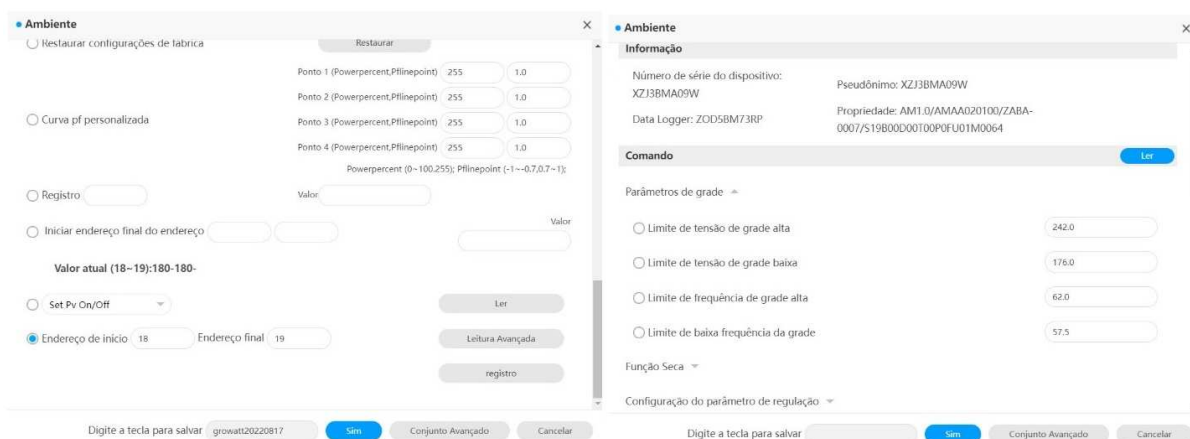 Ambiente
Restaurar configurações de fábrica Restaurar
Ponto 1 (Powerpercent,Pflinepoint) 255 1.0
Ponto 2 (Powerpercent,Pflinepoint) 255 1.0
Curva pf personalizada
Ponto 3 (Powerpercent,Pflinepoint) 255 1.0
Ponto 4 (Powerpercent,Pflinepoint) 255 1.0
Powerpercent (0~100.255); Pflinepoint (-1~-0.7,0.7~1);
Registro Valor
Iniciar endereço final do endereço Valor
Valor atual (18~19):180-180-
Set Pv On/Off Ler
Endereço de início 18 Endereço final 19 Leitura Avançada
registro
Digite a tecla para salvar growatt20220817 Sim Conjunto Avançado Cancelar
Ambiente
Informação
Número de série do dispositivo:
XZJ3BMA09W
Pseudônimo: XZJ3BMA09W
Data Logger: ZOD5BM73RP
Propriedade: AM1.0/AMAA020100/ZABA-
0007/S19B00D00T00P0FU01M0064
Comando Ler
Parâmetros de grade
Limite de tensão de grade alta 242.0
Limite de tensão de grade baixa 176.0
Limite de frequência de grade alta 62.0
Limite de baixa frequência da grade 57.5
Função Seca
Configuração do parâmetro de regulação
Digite a tecla para salvar Sim Conjunto Avançado Cancelar